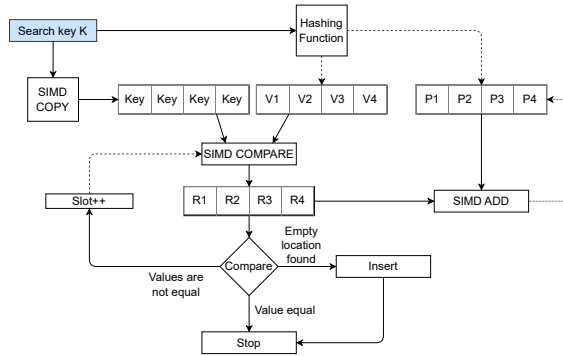 Search key K
Hashing
Function
SIMD
COPY
Key Key Key Key
V1 V2 V3 V4
P1 P2 P3 P4
SIMD COMPARE
Slot++
R1 R2 R3 R4
SIMD ADD
Compare
Empty
location
found
Insert
Values are
not equal
Value equal
Stop